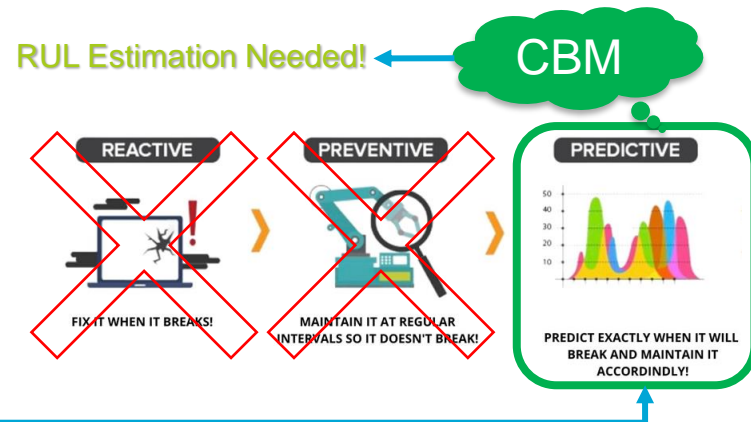 RUL Estimation Needed!
CBM
REACTIVE
PREVENTIVE
PREDICTIVE
50
40
30
20
10
FIX IT WHEN IT BREAKS!
MAINTAIN IT AT REGULAR
INTERVALS SO IT DOESN'T BREAK!
PREDICT EXACTLY WHEN IT WILL
BREAK AND MAINTAIN IT
ACCORDINDLY!